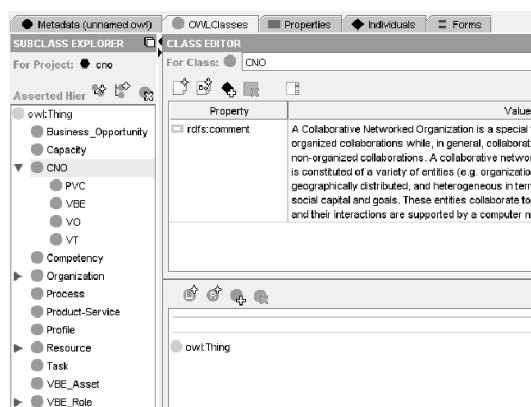 Metadata (unnamed.owl) OWLClasses Properties Individuals Forms
SUBCLASS EXPLORER
For Project: cno
Asserted Hier
owl:Thing
Business_Opportunity
Capacity
CNO
PVC
VBE
VO
VT
Competency
Organization
Process
Product-Service
Profile
Resource
Task
VBE_Asset
VBE_Role
CLASS EDITOR
For Class: CNO
Property Value
rdfs:comment
A Collaborative Networked Organization is a special
organized collaborations while, in general, collaborat
non-organized collaborations. A collaborative networ
is constituted of a variety of entities (e.g. organizatio
geographically distributed, and heterogeneous in term
social capital and goals. These entities collaborate to
and their interactions are supported by a computer n
owl:Thing